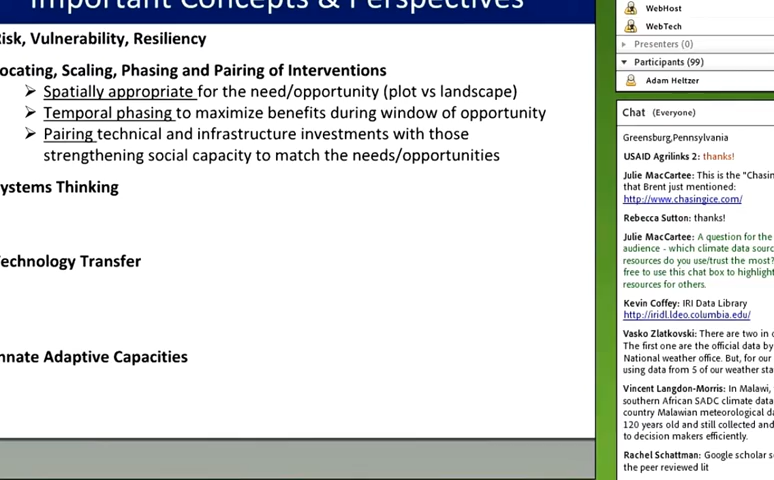 Important Concepts & Perspectives
Risk, Vulnerability, Resiliency
ocating, Scaling, Phasing and Pairing of Interventions
➢ Spatially appropriate for the need/opportunity (plot vs landscape)
➢ Temporal phasing to maximize benefits during window of opportunity
➢ Pairing technical and infrastructure investments with those
strengthening social capacity to match the needs/opportunities
ystems Thinking
echnology Transfer
nnate Adaptive Capacities
WebHost
WebTech
Presenters (0)
Participants (99)
Adam Heltzer
Chat (Everyone)
Greensburg,Pennsylvania
USAID Agrilinks 2: thanks!
Julie MacCartee: This is the "Chasin
that Brent just mentioned:
http://www.chasingice.com/
Rebecca Sutton: thanks!
Julie MacCartee: A question for the
audience - which climate data sourc
resources do you use/trust the most?
free to use this chat box to highlight
resources for others.
Kevin Coffey: IRI Data Library
http://iridl.ldeo.columbia.edu/
Vasko Zlatkovski: There are two in c
The first one are the official data by
National weather office. But, for our
using data from 5 of our weather sta
Vincent Langdon-Morris: In Malawi,
southern African SADC climate data
country Malawian meteorological da
120 years old and still collected and
to decision makers efficiently.
Rachel Schattman: Google scholar s
the peer reviewed lit